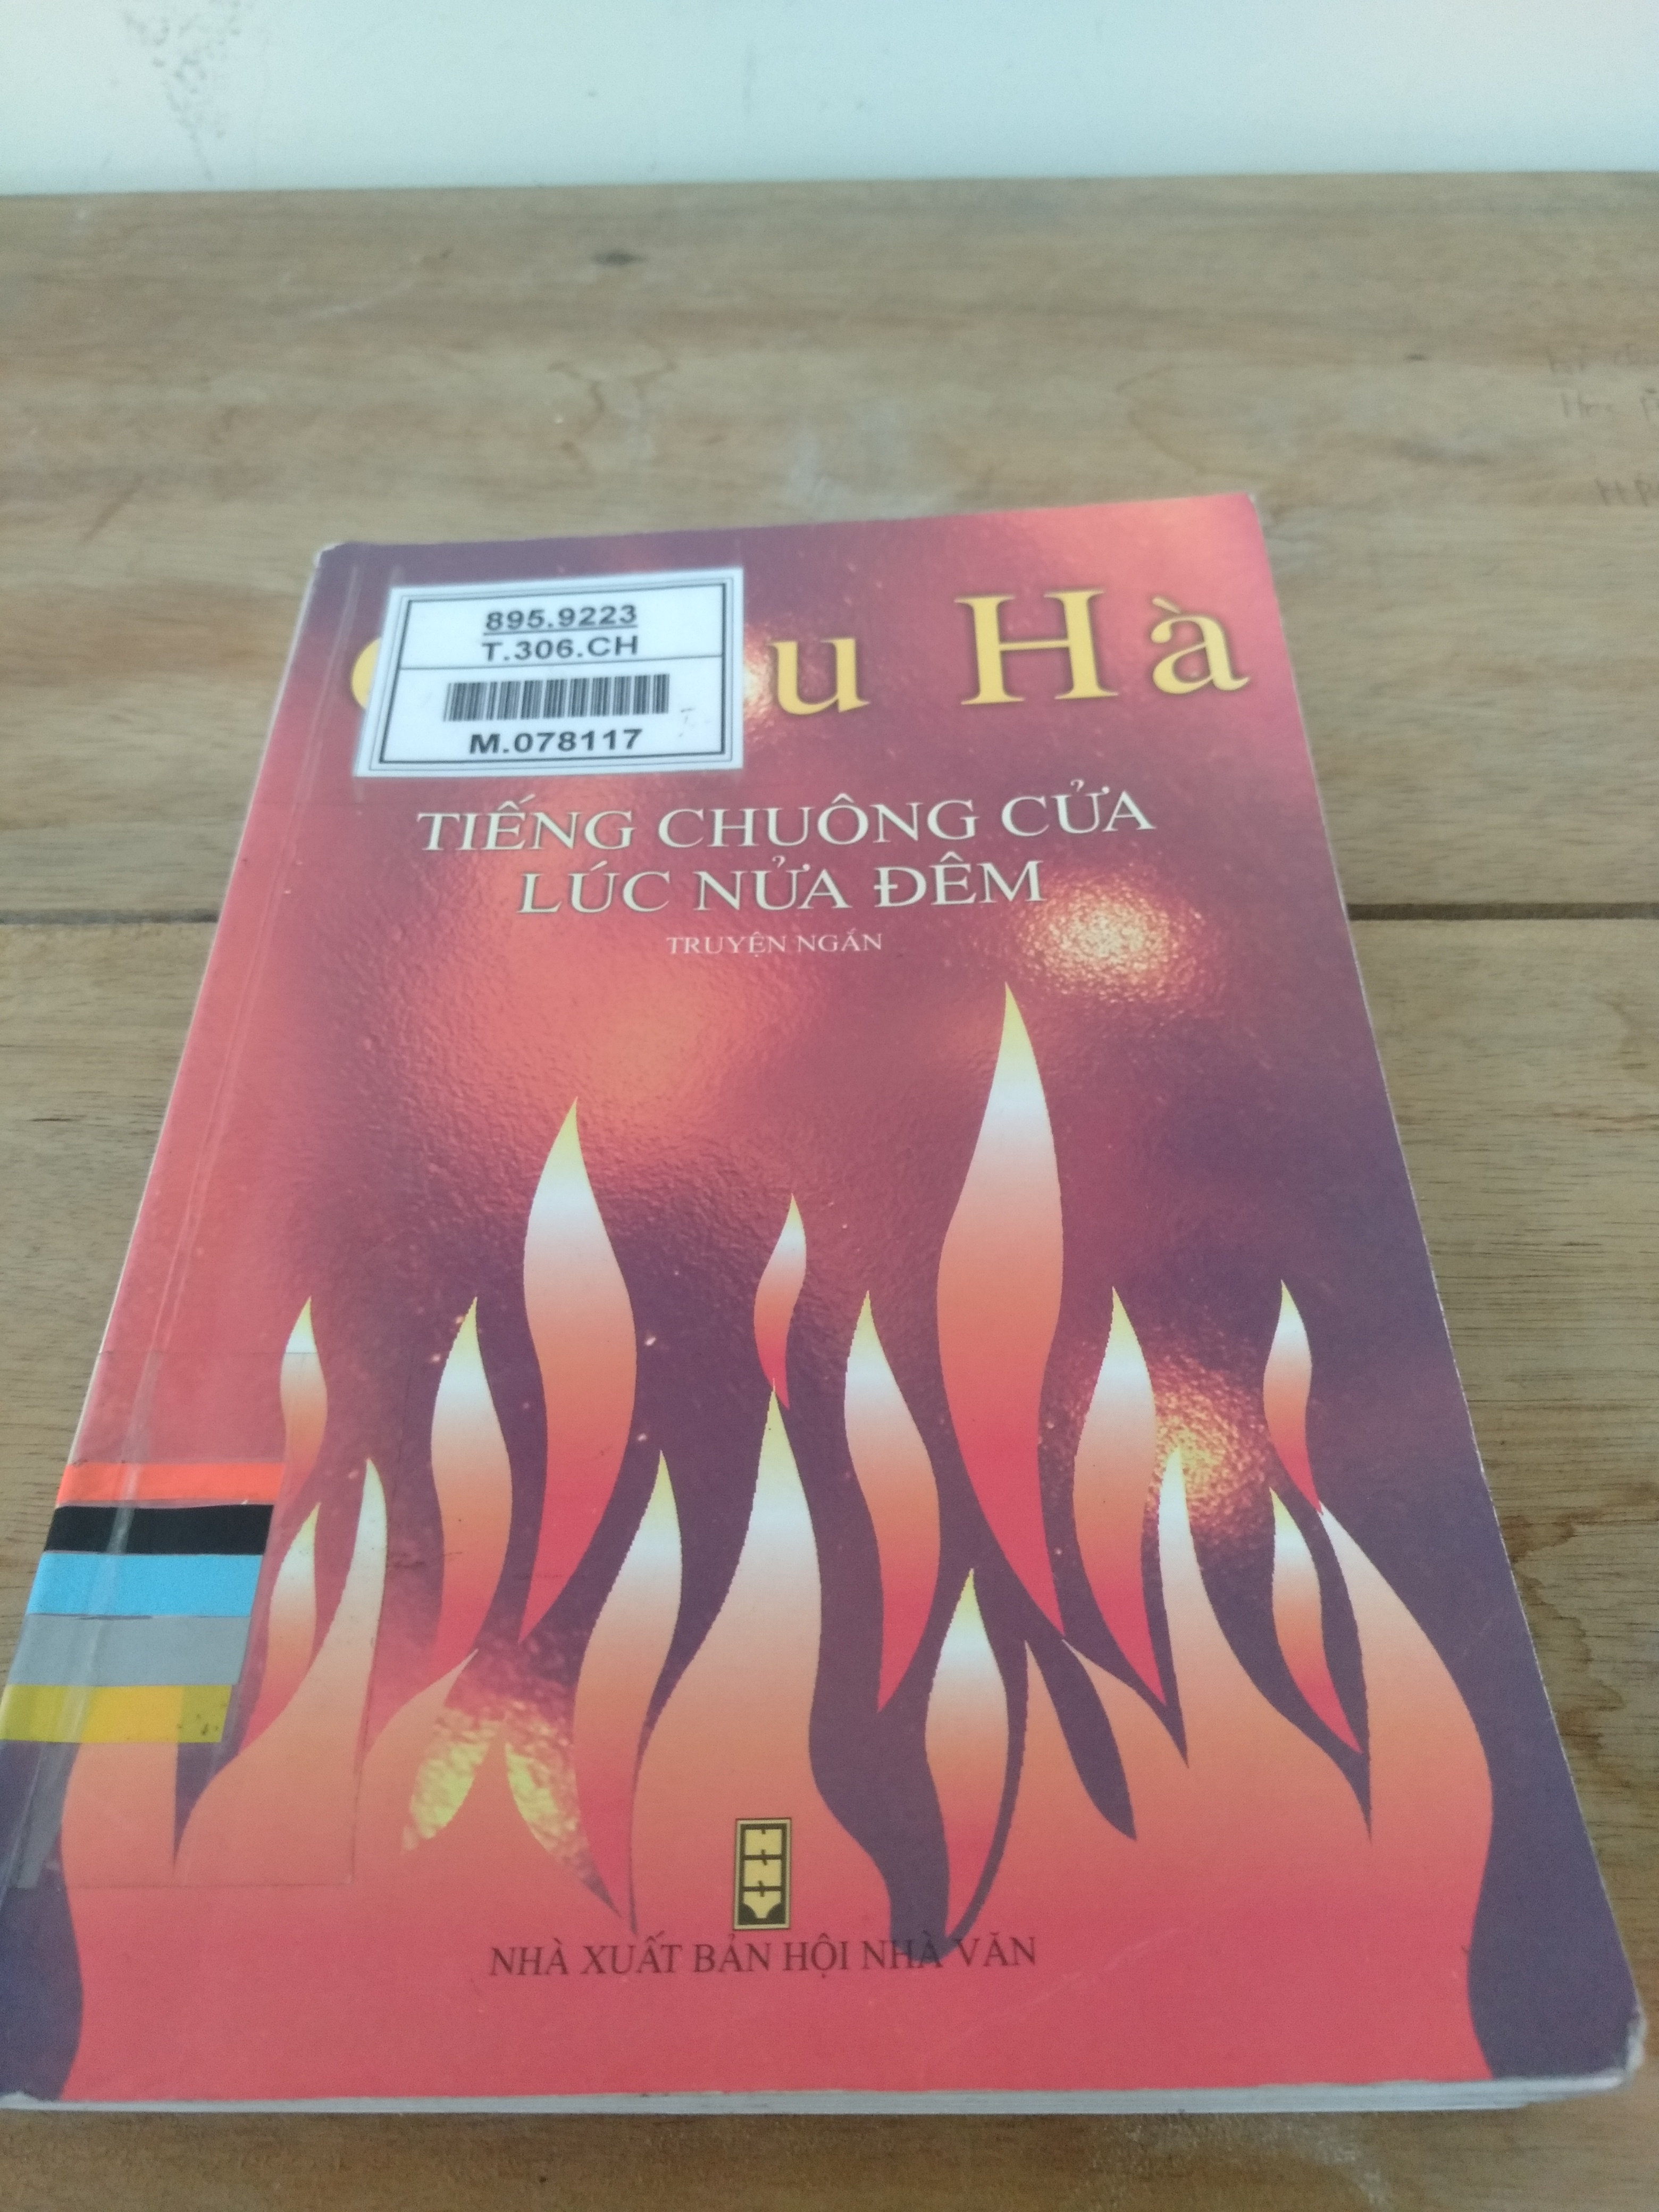 895.9223
T.306.CH
M.078117
Hà
TIẾNG CHUÔNG CỬA
LÚC NỬA ĐÊM
TRUYỆN NGẮN
NHÀ XUẤT BẢN HỘI NHÀ VĂN